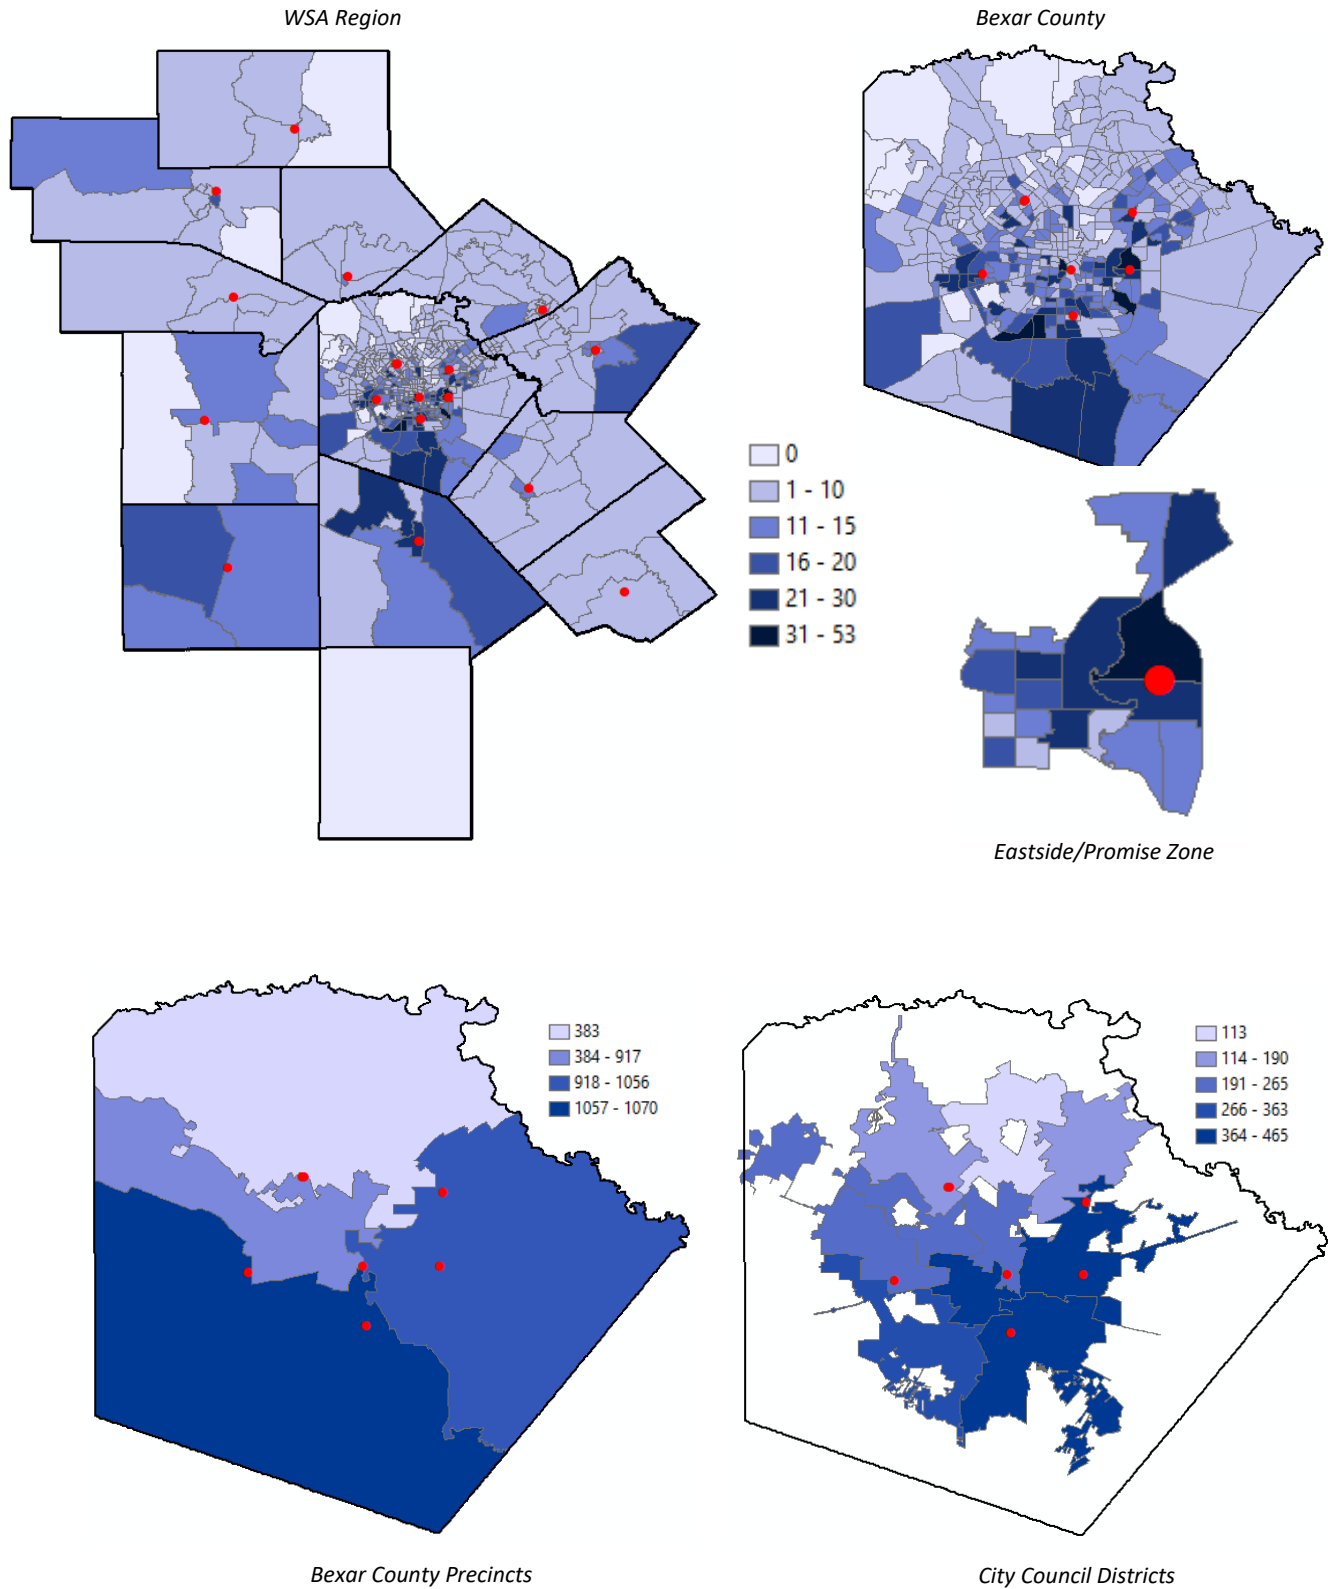 WSA Region
Bexar County
0
1 - 10
11 - 15
16 - 20
21 - 30
31 - 53
Eastside/Promise Zone
383
384 - 917
918 - 1056
1057 - 1070
113
114 - 190
191 - 265
266 - 363
364 - 465
Bexar County Precincts
City Council Districts